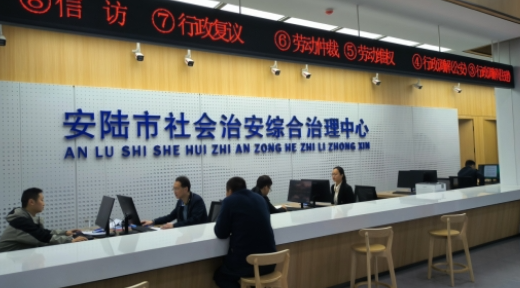 ⑧信访 ⑦行政复议 ⑥劳动仲裁 ⑤劳动维权
安陆市社会治安综合治理中心
AN LU SHI SHE HUI ZHI AN ZONG HE ZHI LI ZHONG XIN